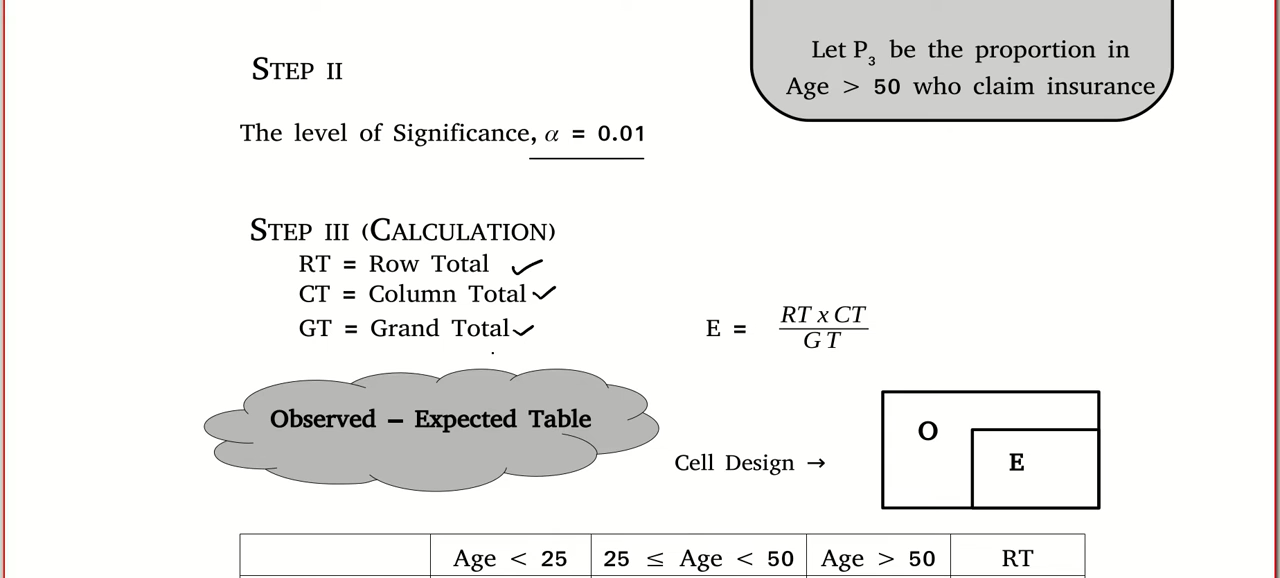 Let P₃ be the proportion in
Age > 50 who claim insurance
STEP II
The level of Significance, α = 0.01
STEP III (CALCULATION)
RT = Row Total
CT = Column Total
GT = Grand Total
E = RT x CT / G T
Observed – Expected Table
Cell Design →
O
E
Age < 25 25 ≤ Age < 50 Age > 50 RT